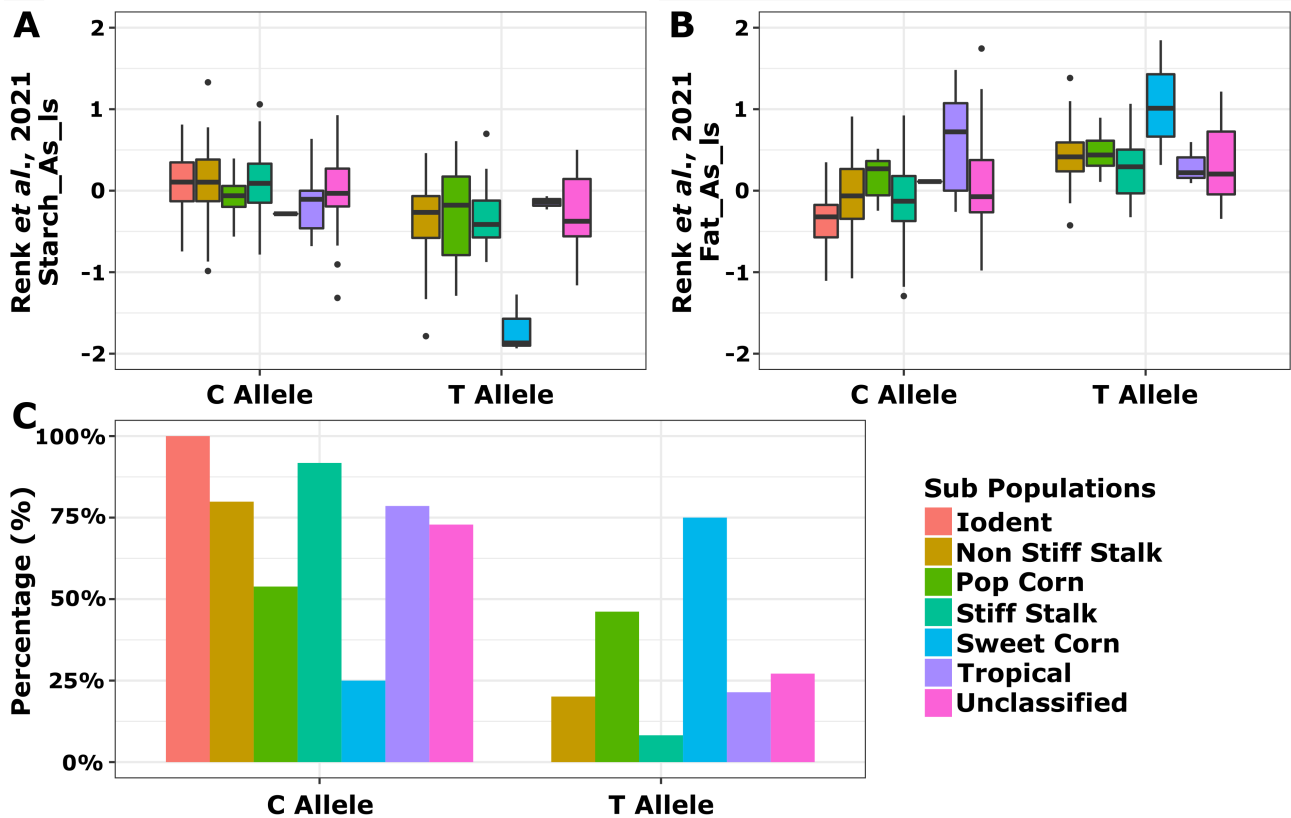 A
Renk et al., 2021
Starch_As_Is
2
1
0
-1
-2
C Allele
T Allele
B
Renk et al., 2021
Fat_As_Is
2
1
0
-1
-2
C Allele
T Allele
C
Percentage (%)
100%
75%
50%
25%
0%
C Allele
T Allele
Sub Populations
Iodent
Non Stiff Stalk
Pop Corn
Stiff Stalk
Sweet Corn
Tropical
Unclassified